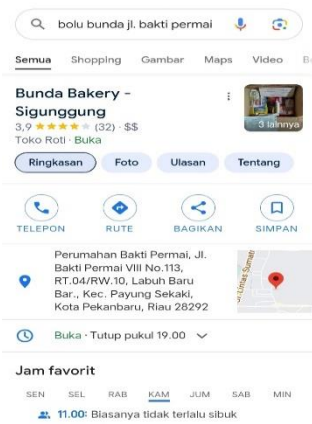 bolu bunda jl. bakti permai
Semua Shopping Gambar Maps Video
Bunda Bakery -
Sigunggung
3,9 (32) · $$
Toko Roti · Buka
3 lainnya
Ringkasan Foto Ulasan Tentang
TELEPON RUTE BAGIKAN SIMPAN
Perumahan Bakti Permai, Jl.
Bakti Permai VIII No.113,
RT.04/RW.10, Labuh Baru
Bar., Kec. Payung Sekaki,
Kota Pekanbaru, Riau 28292
Buka · Tutup pukul 19.00
Jam favorit
SEN SEL RAB KAM JUM SAB MIN
11.00: Biasanya tidak terlalu sibuk